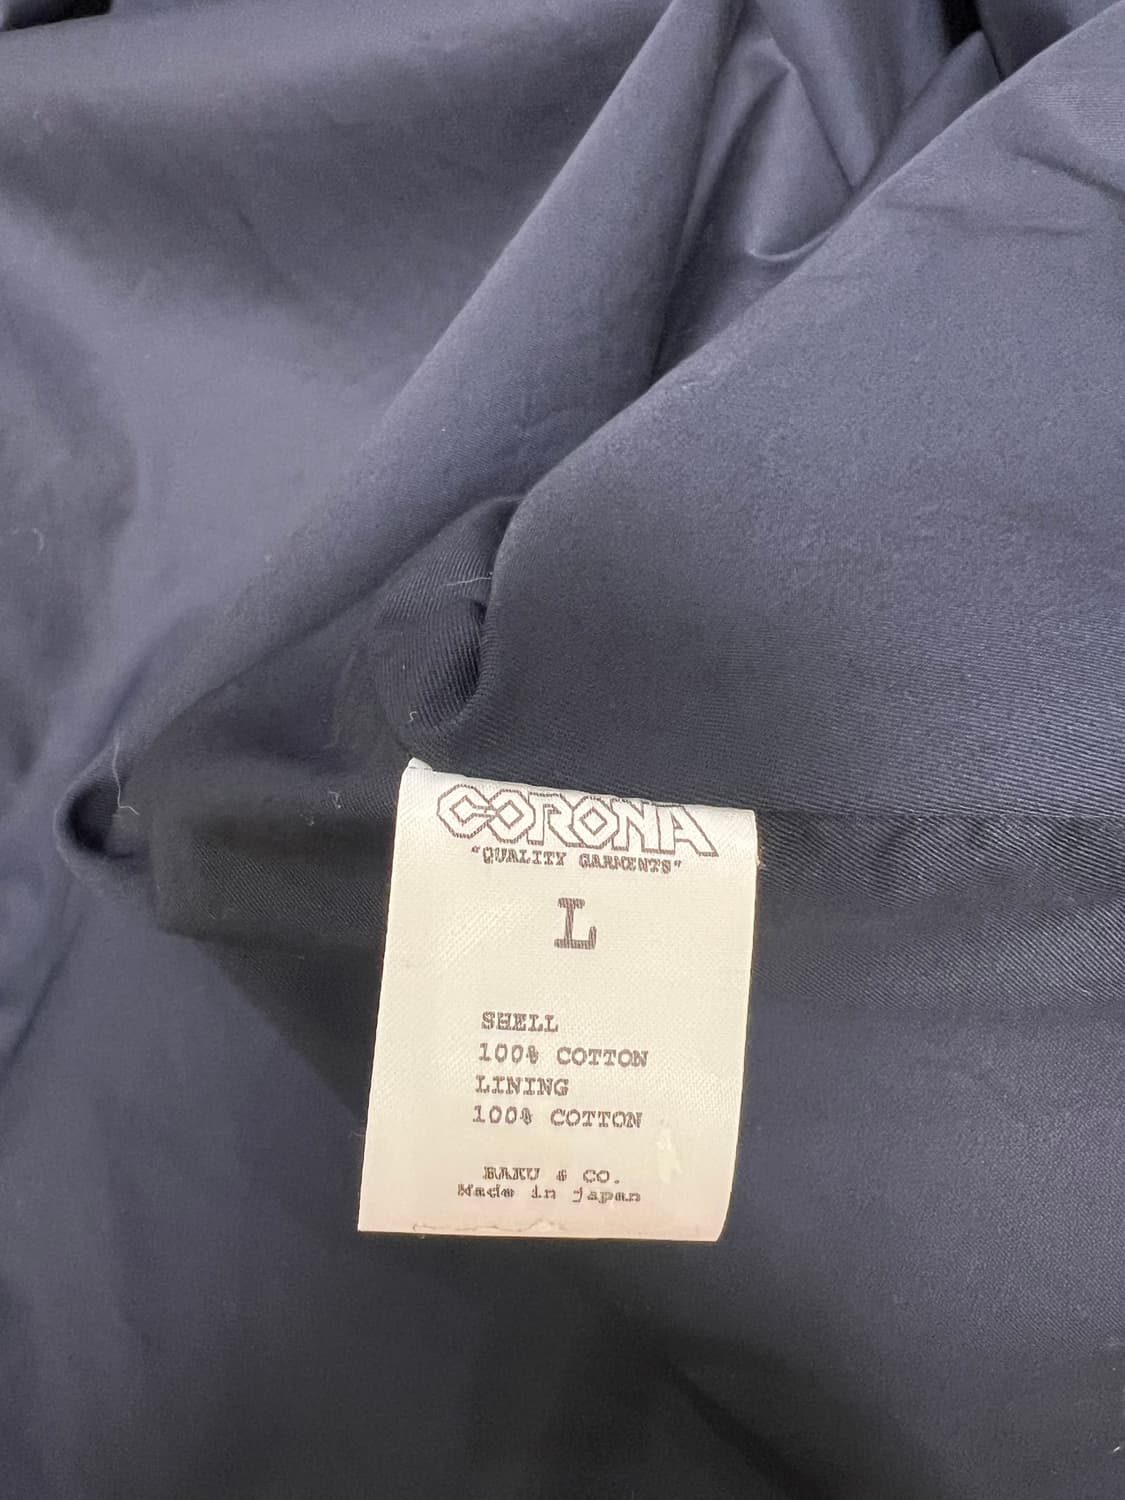 CORONA
"QUALITY GARMENTS"
L
SHELL
100% COTTON
LINING
100% COTTON
BAKU & CO.
Made in japan